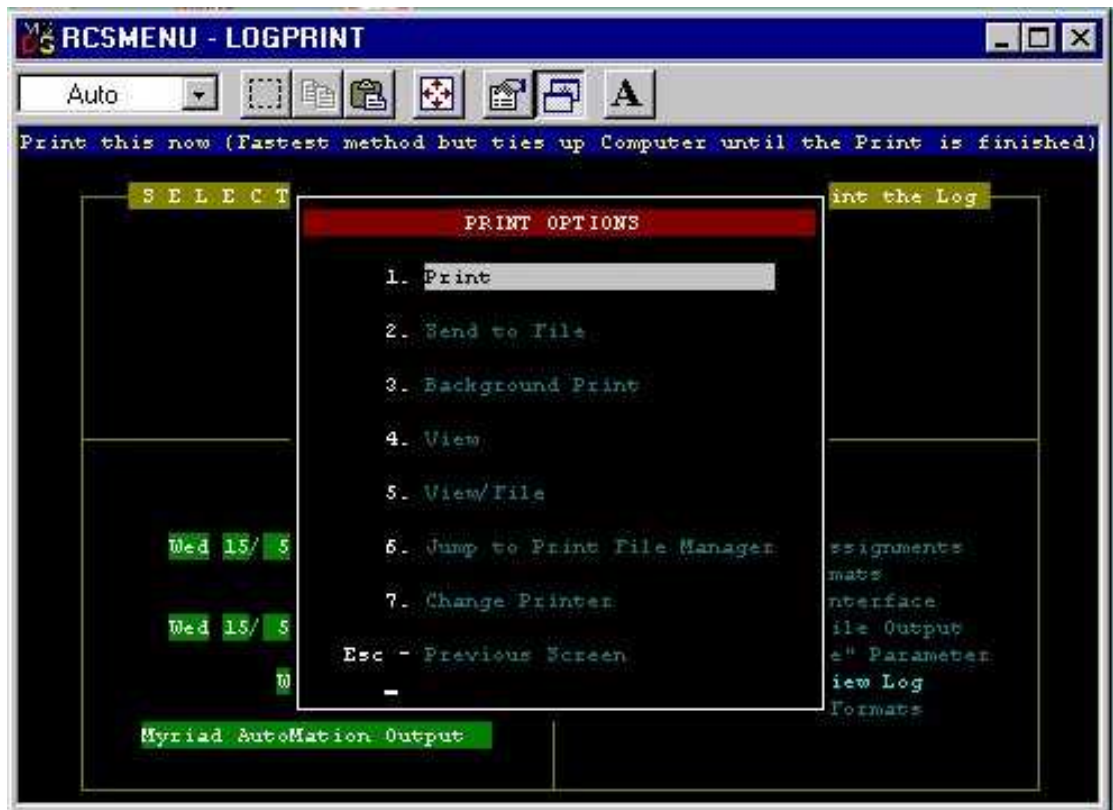 RCSMENU - LOGPRINT
Auto
A
Print this now (Fastest method but ties up Computer until the Print is finished)
S E L E C T
int the Log
PRINT OPTIONS
1. Print
2. Send to File
3. Background Print
4. View
5. View/File
6. Jump to Print File Manager
7. Change Printer
Esc - Previous Screen
Wed 15/ 5
ssignments
mats
nterface
Wed 15/ 5
ile Output
e" Parameter
W
iew Log
Formats
Myriad AutoMation Output